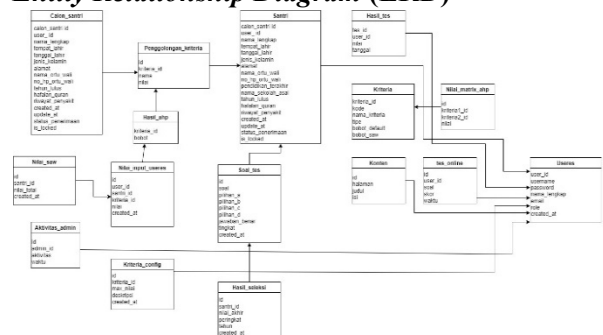 Entity Relationship Diagram (ERD)
Calon_santri
calon_santri id
user_id
nama_lengkap
tempat_lahir
tanggal_lahir
jenis_kelamin
alamat
nama_ortu_wali
no_hp_ortu_wali
tahun_lulus
hafalan_quran
riwayat_penyakit
created_at
update_at
status_penerimaan
is_locked
Penggolongan_kriteria
id
kriteria_id
nama
nilai
Santri
calon_santri id
user_id
nama_lengkap
tempat_lahir
tanggal_lahir
jenis_kelamin
alamat
nama_ortu_wali
no_hp_ortu_wali
pendidikan_terakhir
nama_sekolah_asal
tahun_lulus
hafalan_quran
riwayat_penyakit
created_at
update_at
status_penerimaan
is_locked
Hasil_tes
tes_id
user_id
nilai
tanggal
Kriteria
kriteria_id
kode
nama_kriteria
tipe
bobot_default
bobot_saw
Nilai_matrix_ahp
id
kriteria1_id
kriteria2_id
nilai
Hasil_ahp
kriteria_id
bobot
Nilai_saw
id
santri_id
nilai_total
created_at
Nilai_input_useres
id
user_id
santri_id
kriteria_id
nilai
created_at
Soal_tes
id
soal
pilihan_a
pilihan_b
pilihan_c
pilihan_d
jawaban_benar
tingkat
created_at
Konten
id
halaman
judul
isi
tes_online
id
user_id
soal
skor
waktu
Useres
user_id
username
password
nama_lengkap
email
role
created_at
Aktivitas_admin
id
admin_id
aktivitas
waktu
Kriteria_config
id
kriteria_id
max_nilai
deskripsi
created_at
Hasil_seleksi
id
santri_id
nilai_akhir
peringkat
tahun
created_at